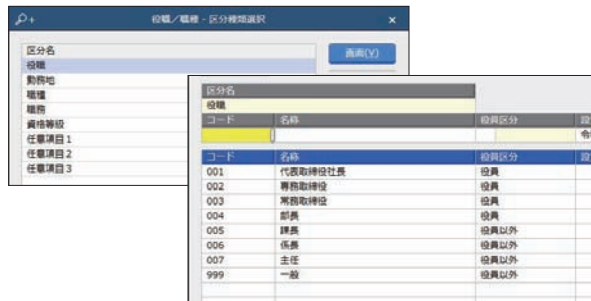 役職／職種 - 区分種類選択
×
区分名
画面(V)
役職
勤務地
職種
職務
資格等級
任意項目1
任意項目2
任意項目3
区分名
役職
コード 名称 役員区分
コード 名称 役員区分
001 代表取締役社長 役員
002 専務取締役 役員
003 常務取締役 役員
004 部長 役員
005 課長 役員以外
006 係長 役員以外
007 主任 役員以外
999 一般 役員以外